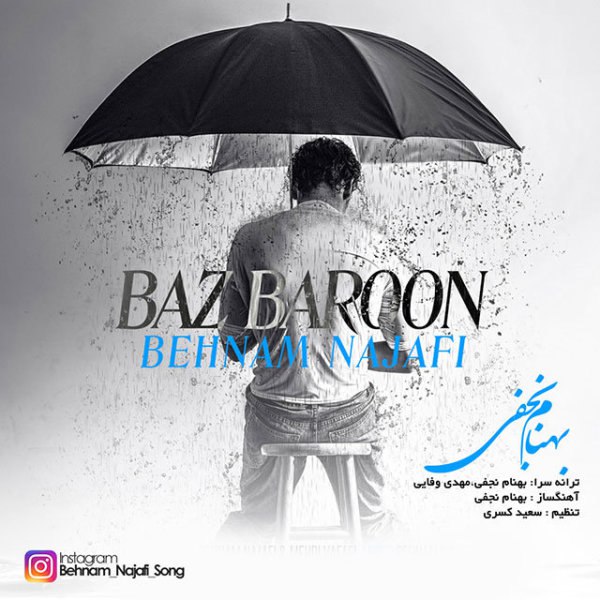 BAZ BAROON
BEHNAM NAJAFI
بهنام نجفی
ترانه سرا: بهنام نجفی،مهدی وفایی
آهنگساز : بهنام نجفی
تنظیم : سعید کسری
Instagram
Behnam_Najafi_Song